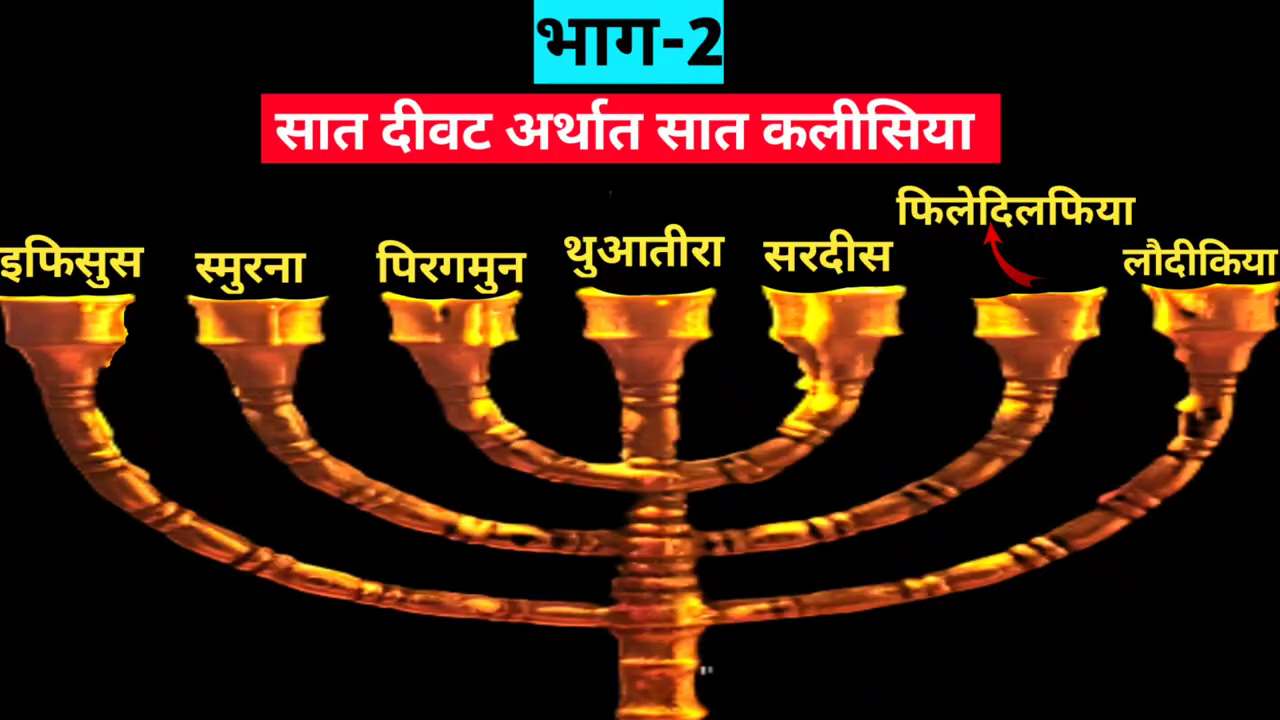 भाग-2
सात दीवट अर्थात सात कलीसिया
इफिसुस स्मुरना पिरगमुन थुआतीरा सरदीस फिलेदिलफिया लौदीकिया